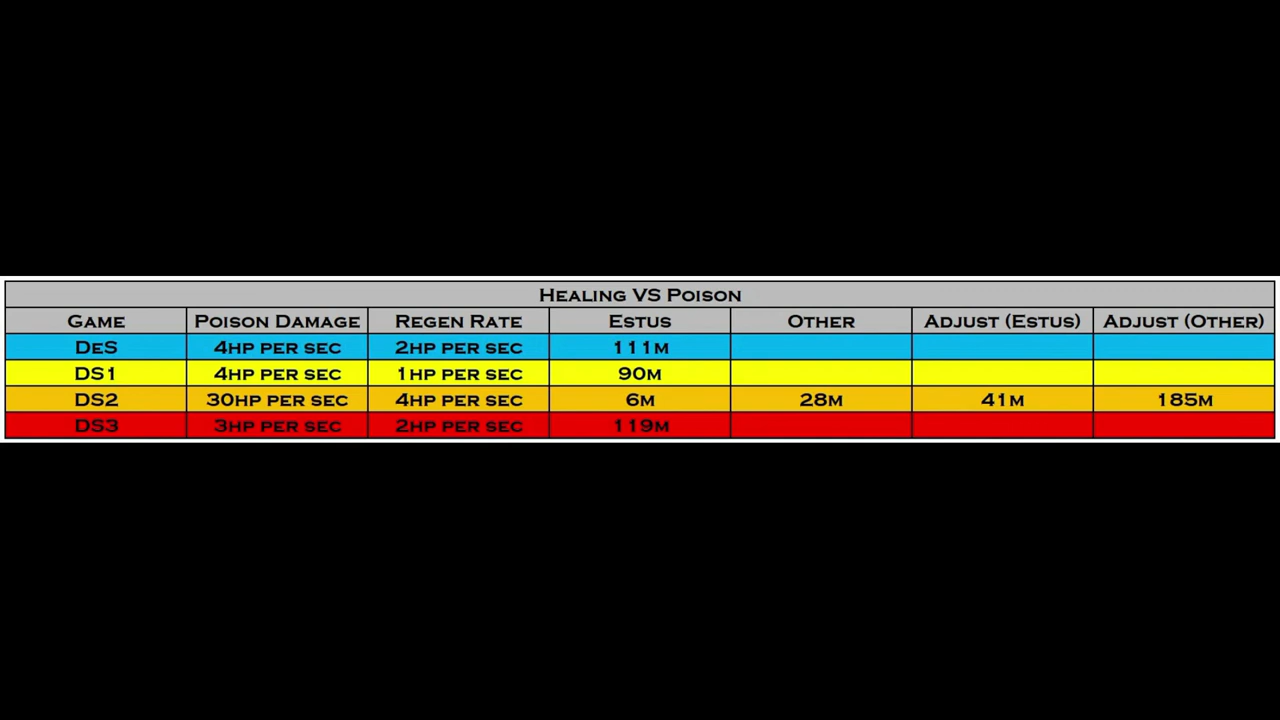 Healing VS Poison
Game Poison Damage Regen Rate Estus Other Adjust (Estus) Adjust (Other)
DeS 4HP per sec 2HP per sec 111m
DS1 4HP per sec 1HP per sec 90m
DS2 30HP per sec 4HP per sec 6m 28m 41m 185m
DS3 3HP per sec 2HP per sec 119m